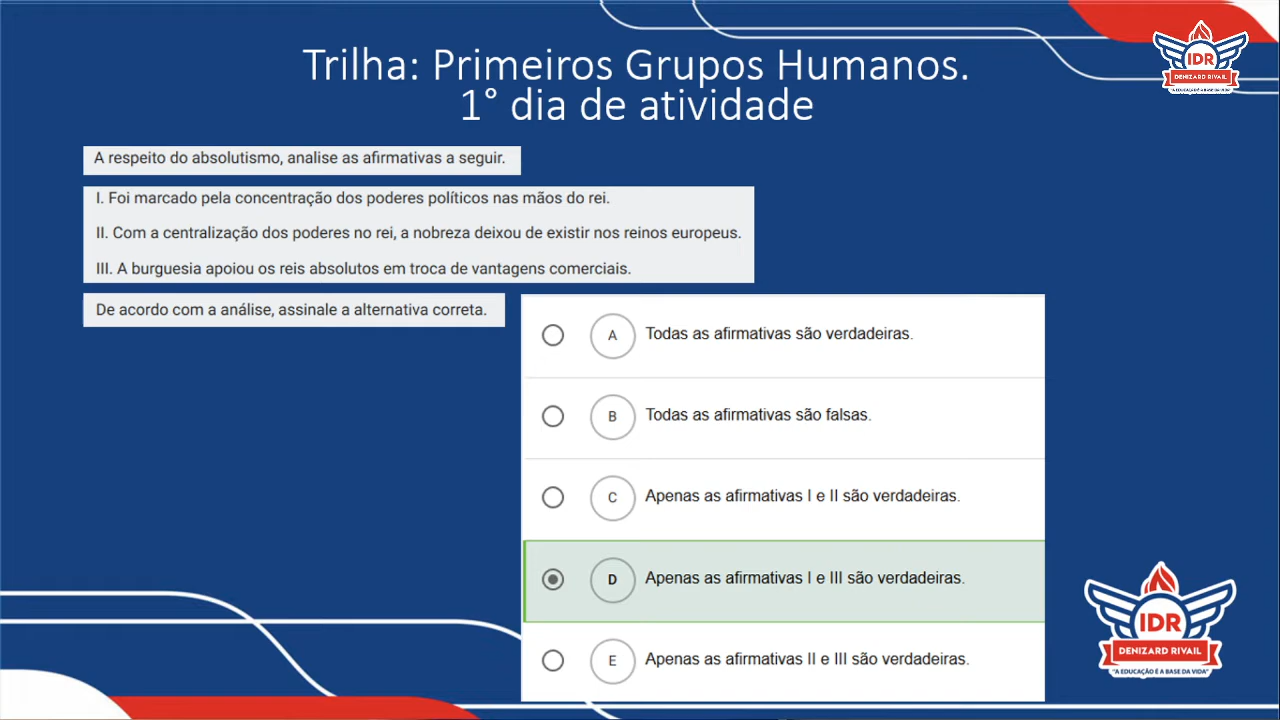 Trilha: Primeiros Grupos Humanos.
1° dia de atividade
IDR
DENIZARD RIVAIL
"A EDUCAÇÃO É A BASE DA VIDA"
A respeito do absolutismo, analise as afirmativas a seguir.
I. Foi marcado pela concentração dos poderes políticos nas mãos do rei.
II. Com a centralização dos poderes no rei, a nobreza deixou de existir nos reinos europeus.
III. A burguesia apoiou os reis absolutos em troca de vantagens comerciais.
De acordo com a análise, assinale a alternativa correta.
A Todas as afirmativas são verdadeiras.
B Todas as afirmativas são falsas.
C Apenas as afirmativas I e II são verdadeiras.
D Apenas as afirmativas I e III são verdadeiras.
E Apenas as afirmativas II e III são verdadeiras.
IDR
DENIZARD RIVAIL
"A EDUCAÇÃO É A BASE DA VIDA"